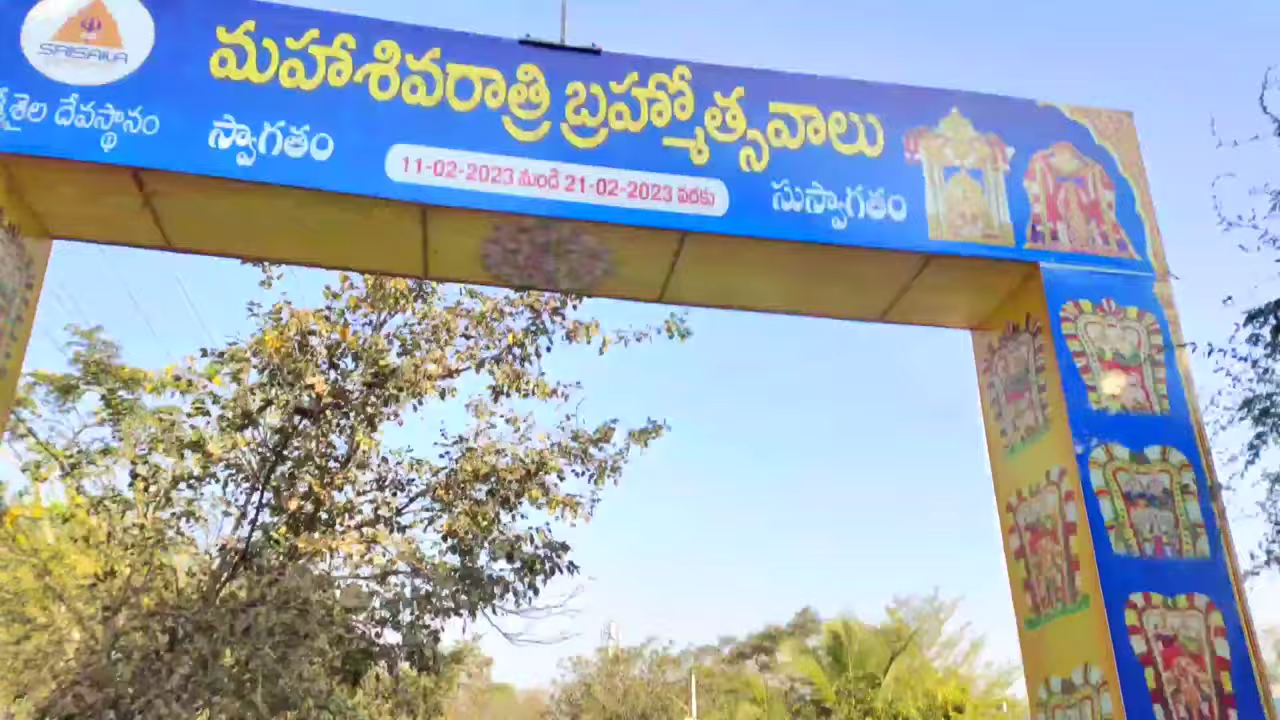 SRISAILA
మహాశివరాత్రి బ్రహ్మోత్సవాలు
శ్రీశైల దేవస్థానం
స్వాగతం
11-02-2023 నుండి 21-02-2023 వరకు
సుస్వాగతం